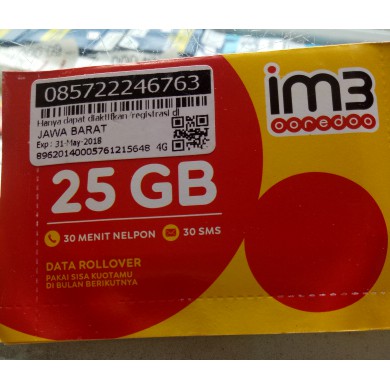 085722246763
Hanya dapat diaktifkan/registrasi di
JAWA BARAT
Exp : 31-May-2018
8962014000576121564​8 4G
im3
ooredoo
25 GB
30 MENIT NELPON
30 SMS
DATA ROLLOVER
PAKAI SISA KUOTAMU
DI BULAN BERIKUTNYA